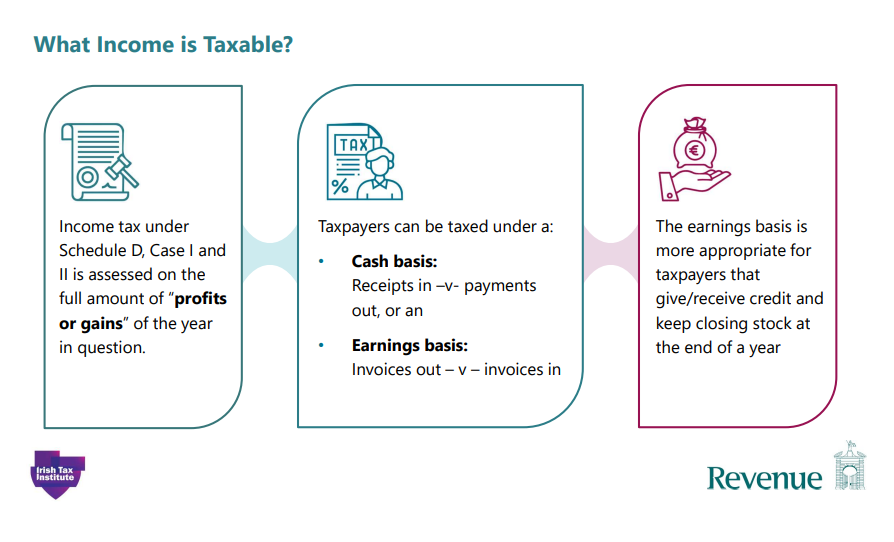 What Income is Taxable?
Income tax under
Schedule D, Case I and
II is assessed on the
full amount of “profits
or gains” of the year
in question.
TAX
%
Taxpayers can be taxed under a:
• Cash basis:
Receipts in –v- payments
out, or an
• Earnings basis:
Invoices out – v – invoices in
€
The earnings basis is
more appropriate for
taxpayers that
give/receive credit and
keep closing stock at
the end of a year
Irish Tax
Institute
Revenue